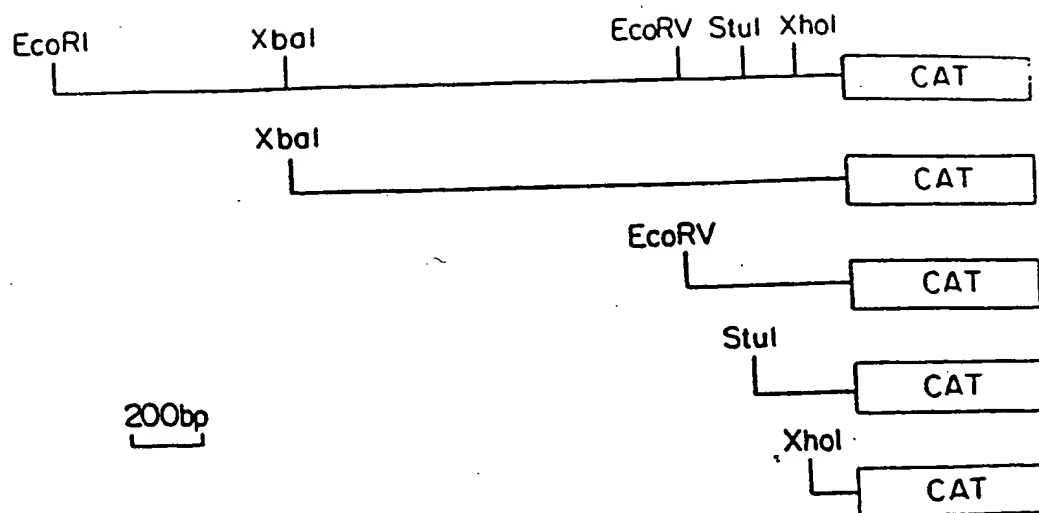 EcoRI XbaI EcoRV StuI XhoI
CAT
XbaI
CAT
EcoRV
CAT
StuI
CAT
200bp
XhoI
CAT